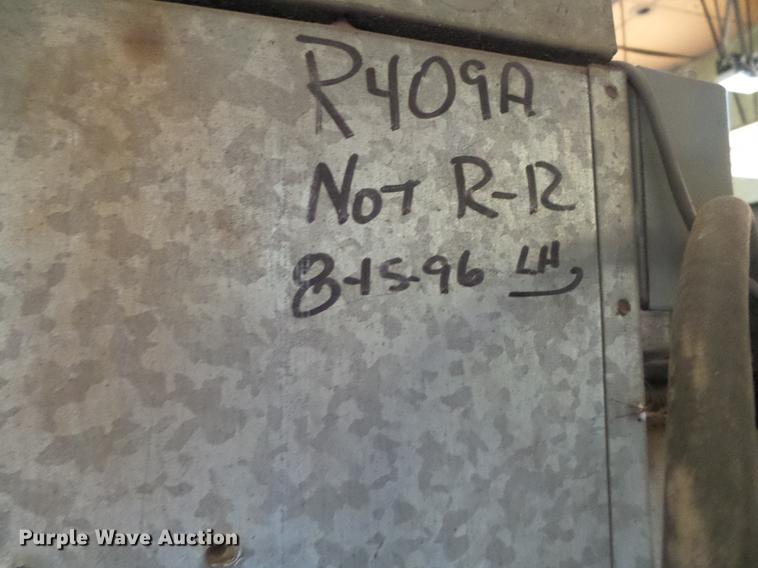 R409A
NOT R-12
8-15-96 LH
Purple Wave Auction